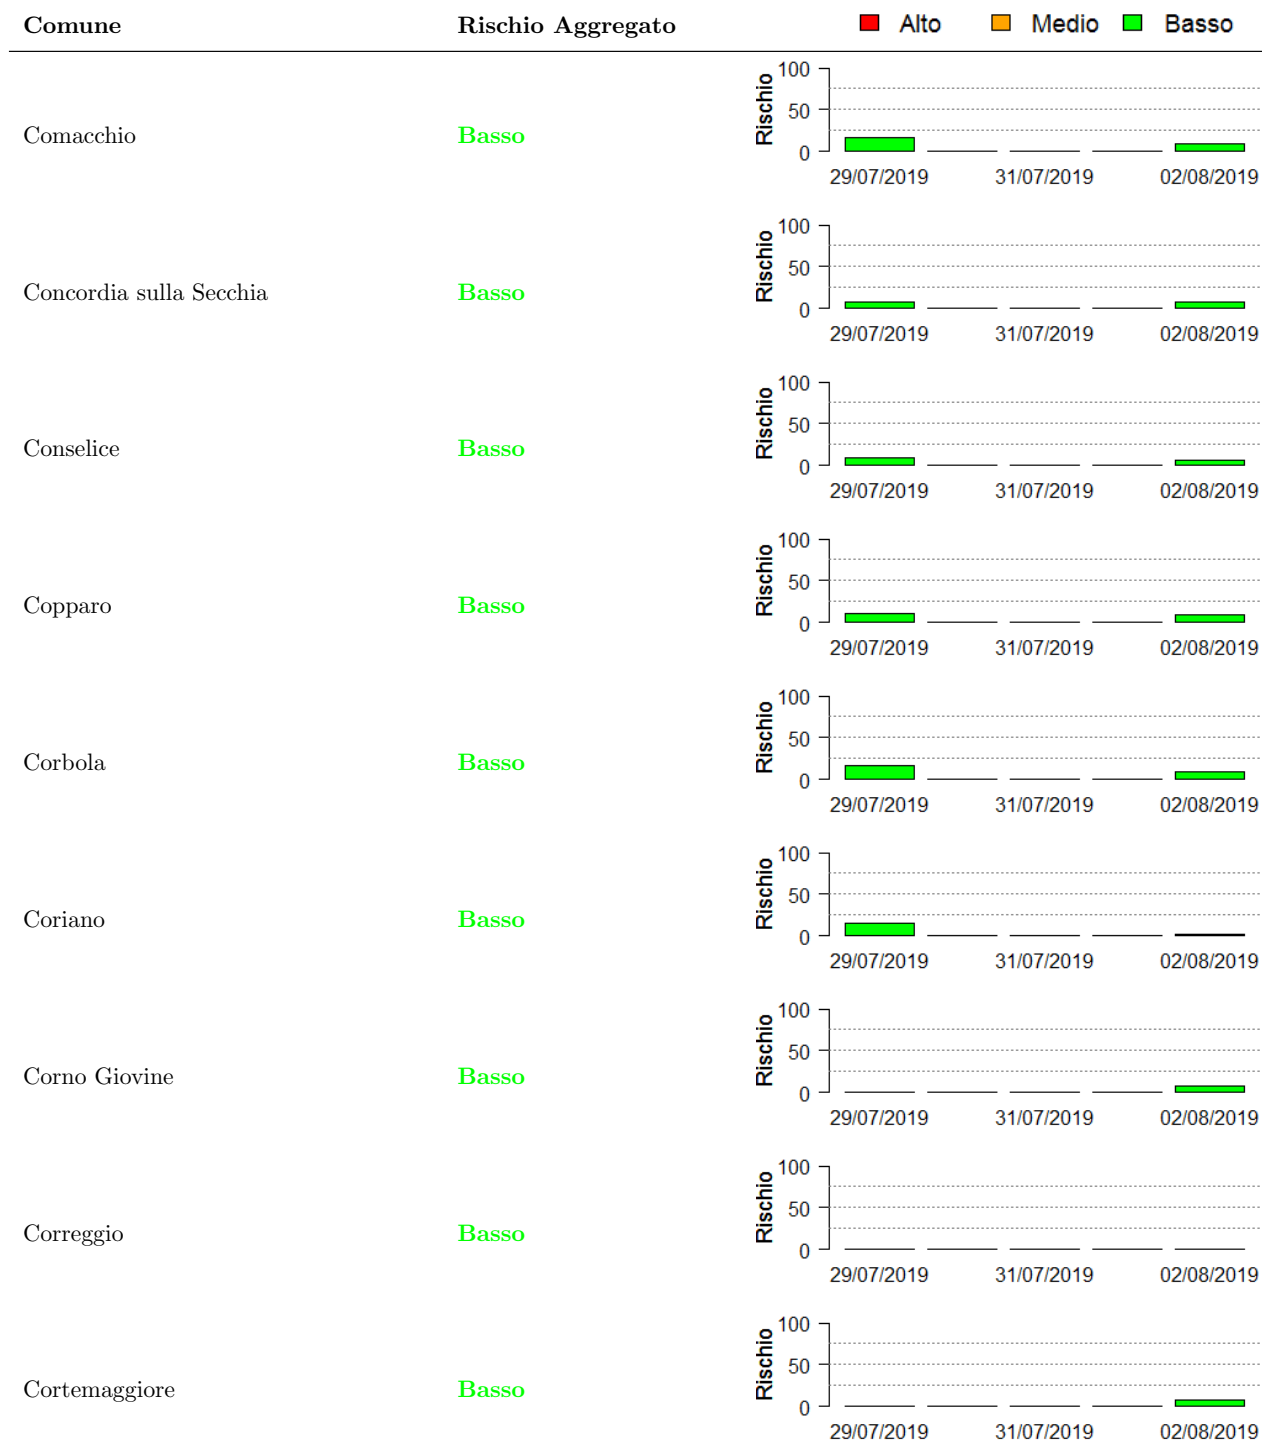 Comune Rischio Aggregato Alto Medio Basso
Comacchio Basso
Rischio
100
50
0
29/07/2019 31/07/2019 02/08/2019
Concordia sulla Secchia Basso
Rischio
100
50
0
29/07/2019 31/07/2019 02/08/2019
Conselice Basso
Rischio
100
50
0
29/07/2019 31/07/2019 02/08/2019
Copparo Basso
Rischio
100
50
0
29/07/2019 31/07/2019 02/08/2019
Corbola Basso
Rischio
100
50
0
29/07/2019 31/07/2019 02/08/2019
Coriano Basso
Rischio
100
50
0
29/07/2019 31/07/2019 02/08/2019
Corno Giovine Basso
Rischio
100
50
0
29/07/2019 31/07/2019 02/08/2019
Correggio Basso
Rischio
100
50
0
29/07/2019 31/07/2019 02/08/2019
Cortemaggiore Basso
Rischio
100
50
0
29/07/2019 31/07/2019 02/08/2019